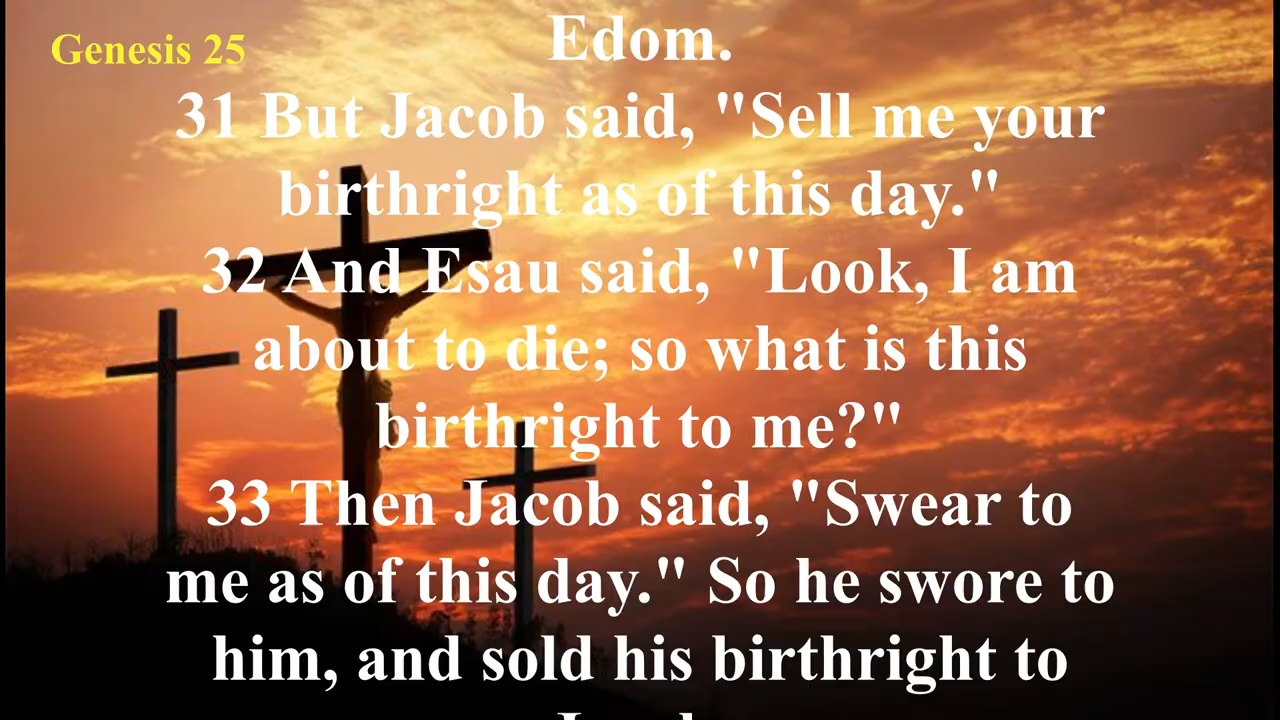 Genesis 25
Edom.
31 But Jacob said, "Sell me your
birthright as of this day."
32 And Esau said, "Look, I am
about to die; so what is this
birthright to me?"
33 Then Jacob said, "Swear to
me as of this day." So he swore to
him, and sold his birthright to